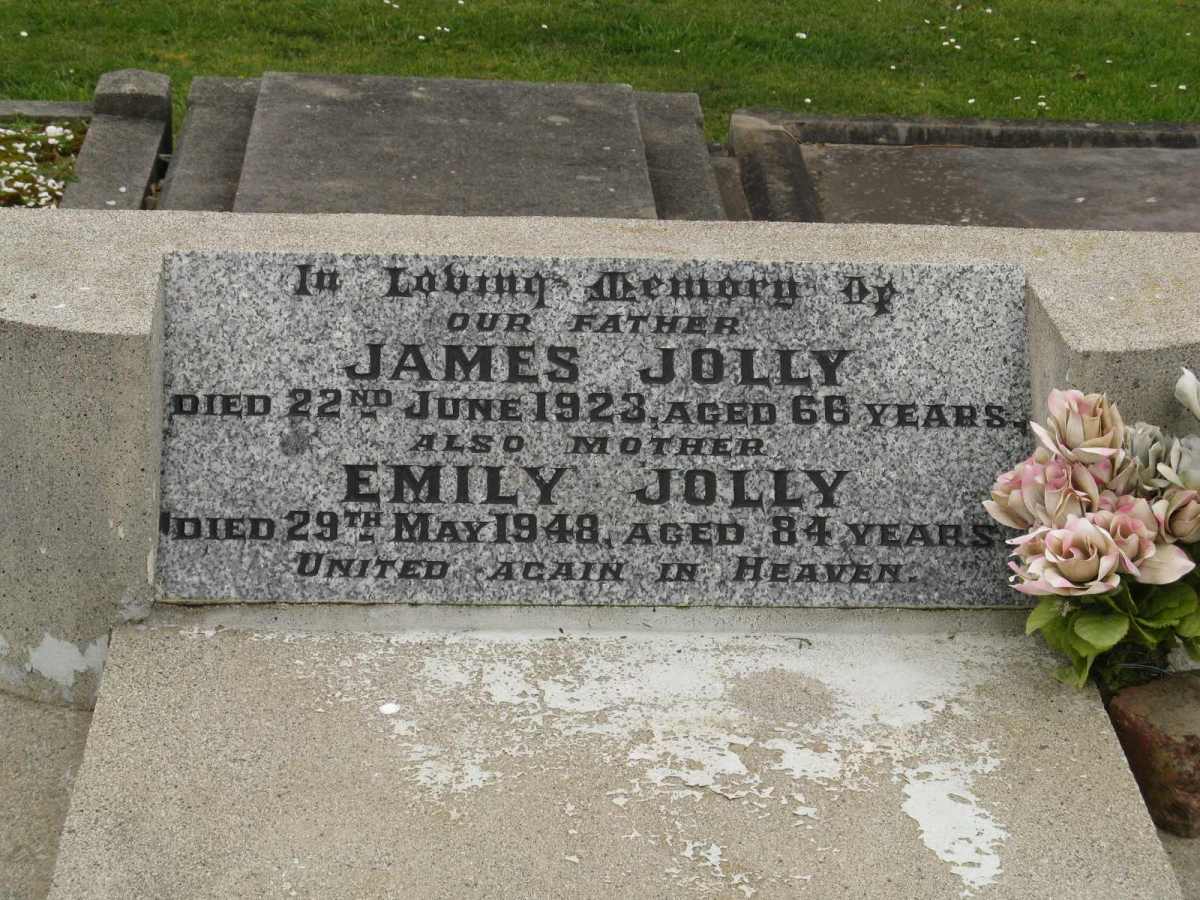 In Loving Memory Of
OUR FATHER
JAMES JOLLY
DIED 22ND JUNE 1923, AGED 66 YEARS.
ALSO MOTHER
EMILY JOLLY
DIED 29TH MAY 1948, AGED 84 YEARS.
UNITED AGAIN IN HEAVEN.